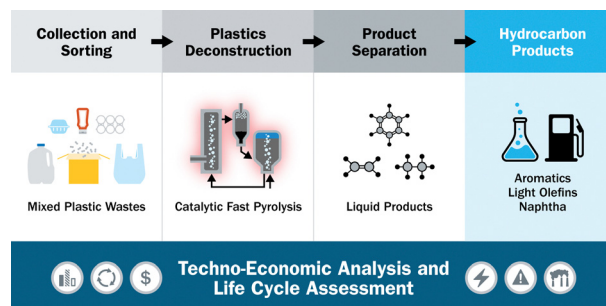 Collection and
Sorting
Plastics
Deconstruction
Product
Separation
Hydrocarbon
Products
Mixed Plastic Wastes
Catalytic Fast Pyrolysis
Liquid Products
Aromatics
Light Olefins
Naphtha
$
Techno-Economic Analysis and
Life Cycle Assessment